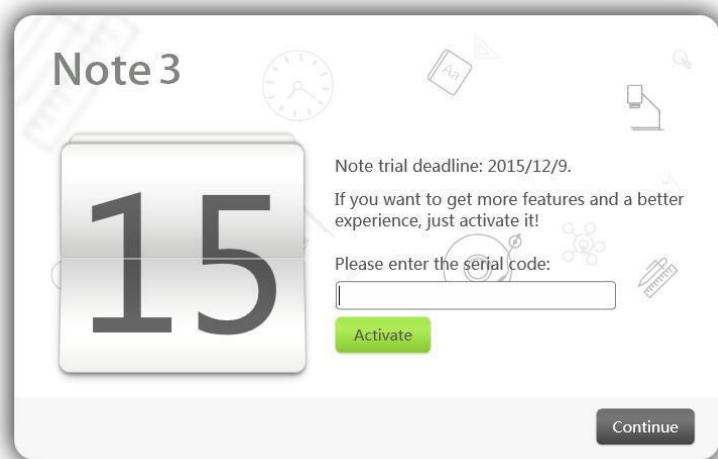 Note 3
Aa
15
Note trial deadline: 2015/12/9.
If you want to get more features and a better
experience, just activate it!
Please enter the serial code:
Activate
Continue